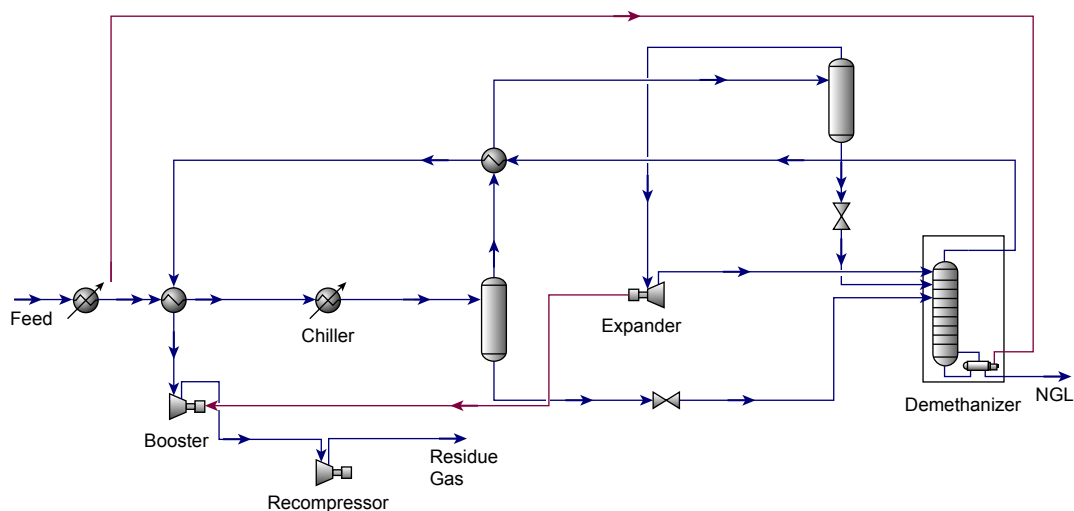 Feed
Chiller
Expander
Demethanizer
NGL
Booster
Residue
Gas
Recompressor